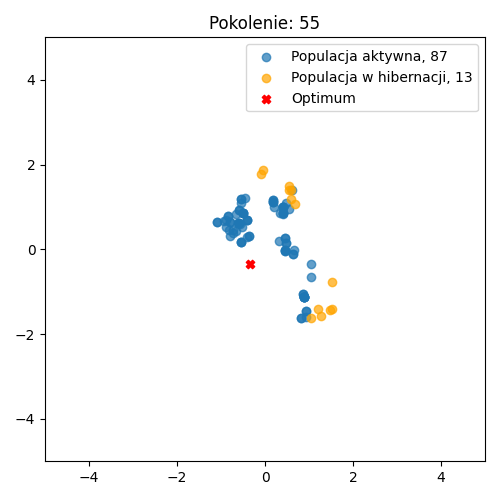 Pokolenie: 55
Populacja aktywna, 87
Populacja w hibernacji, 13
Optimum
4
2
0
−2
−4
−4
−2
0
2
4